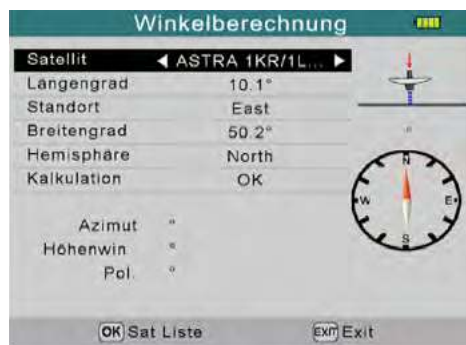 Winkelberechnung
Satellit ◀ ASTRA 1KR/1L... ▶
Längengrad 10.1°
Standort East
Breitengrad 50.2°
Hemisphäre North
Kalkulation OK
Azimut °
Höhenwin °
Pol. °
°
N
W E
S
OK Sat Liste EXIT Exit